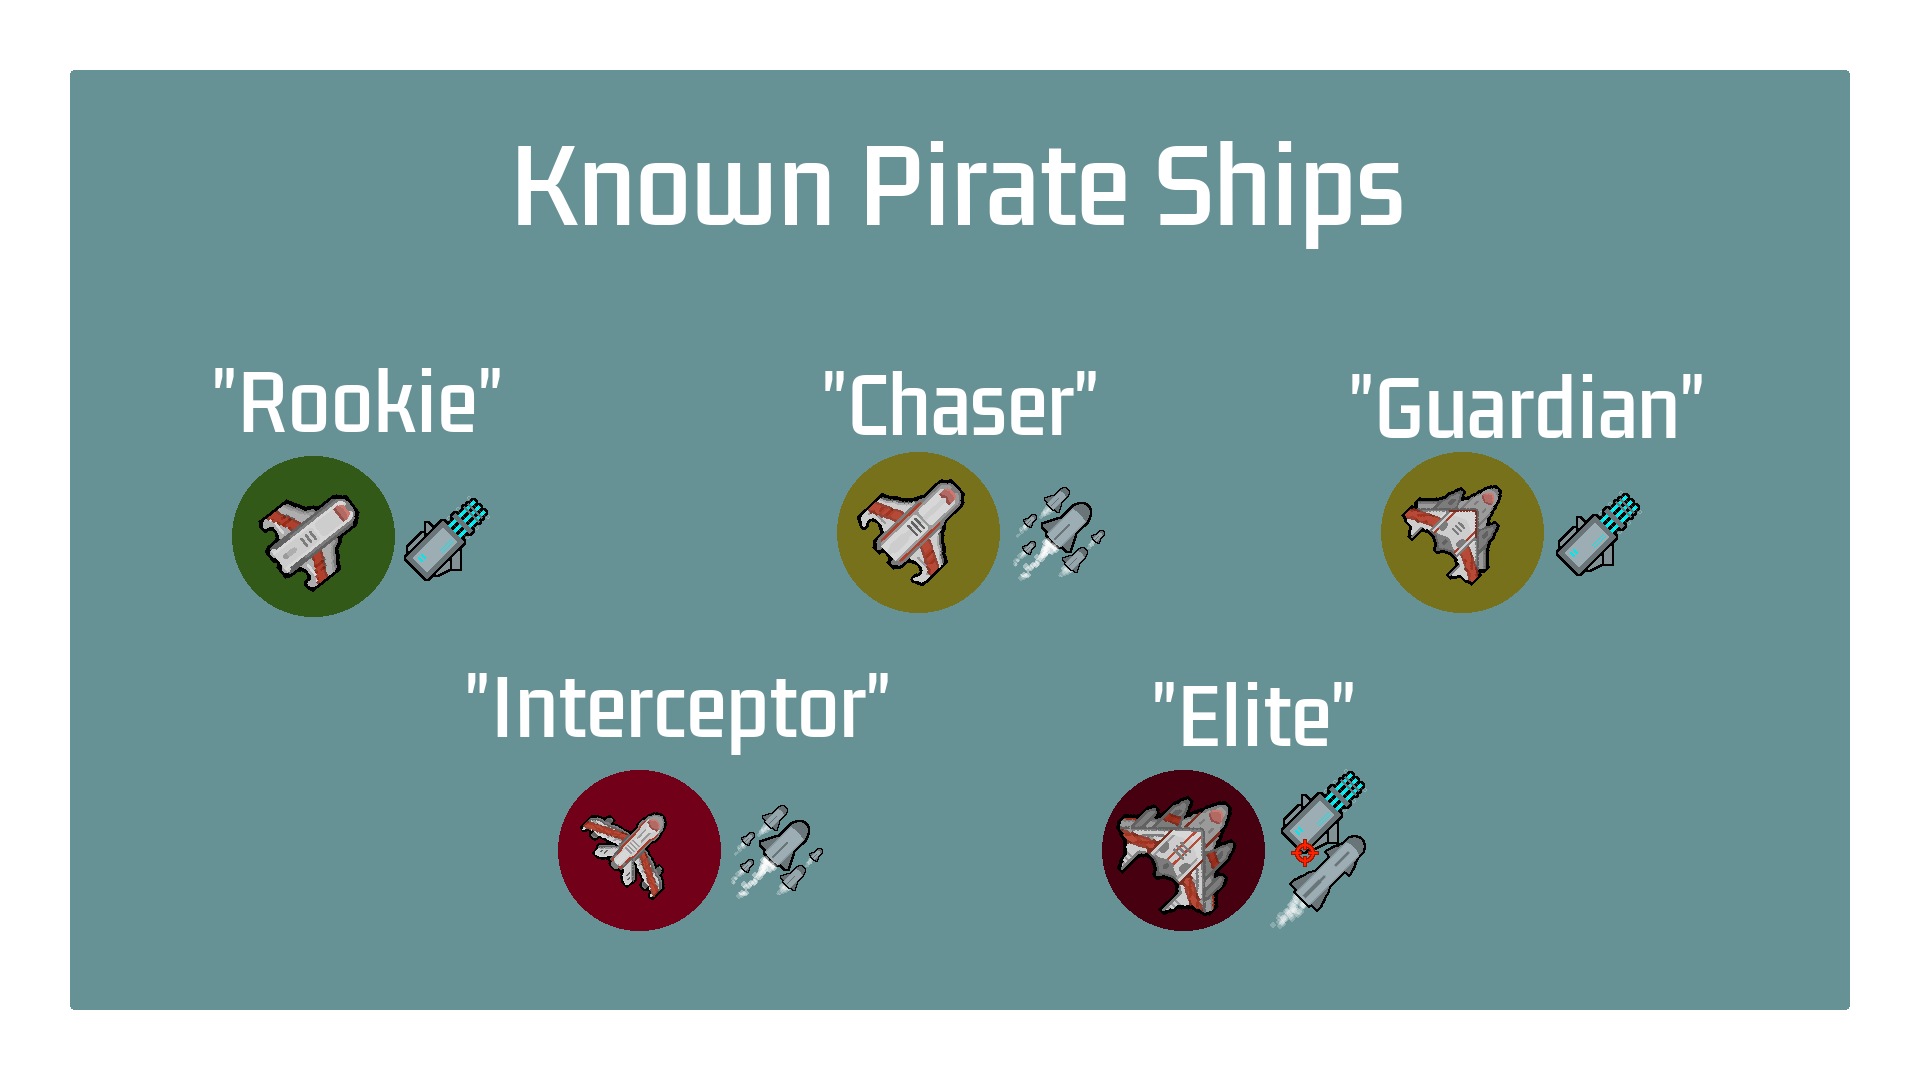 Known Pirate Ships
"Rookie"
"Chaser"
"Guardian"
"Interceptor"
"Elite"